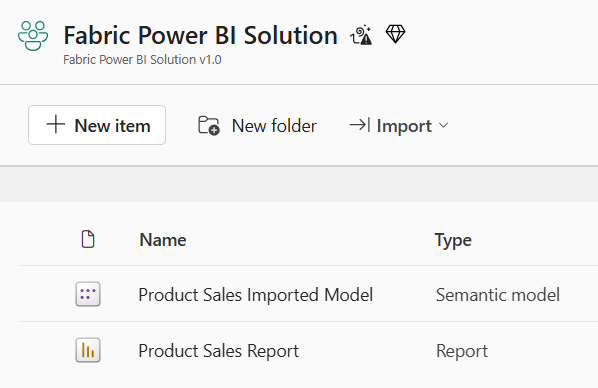 Fabric Power BI Solution
Fabric Power BI Solution v1.0
New item New folder Import
Name Type
Product Sales Imported Model Semantic model
Product Sales Report Report